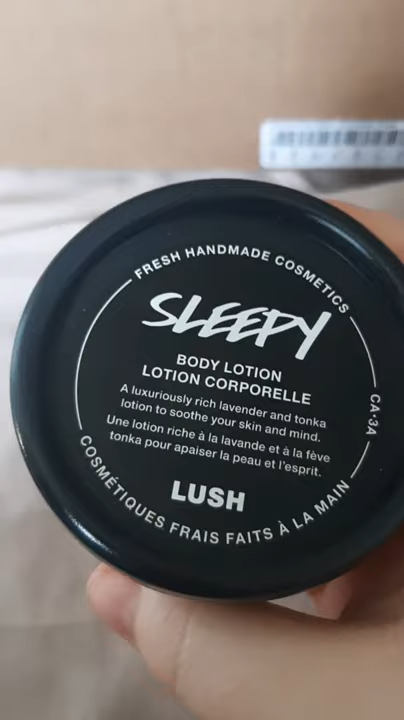 FRESH HANDMADE COSMETICS
SLEEPY
BODY LOTION
LOTION CORPORELLE
A luxuriously rich lavender and tonka
lotion to soothe your skin and mind.
Une lotion riche à la lavande et à la fève
tonka pour apaiser la peau et l'esprit.
LUSH
CA•3A
COSMÉTIQUES FRAIS FAITS À LA MAIN